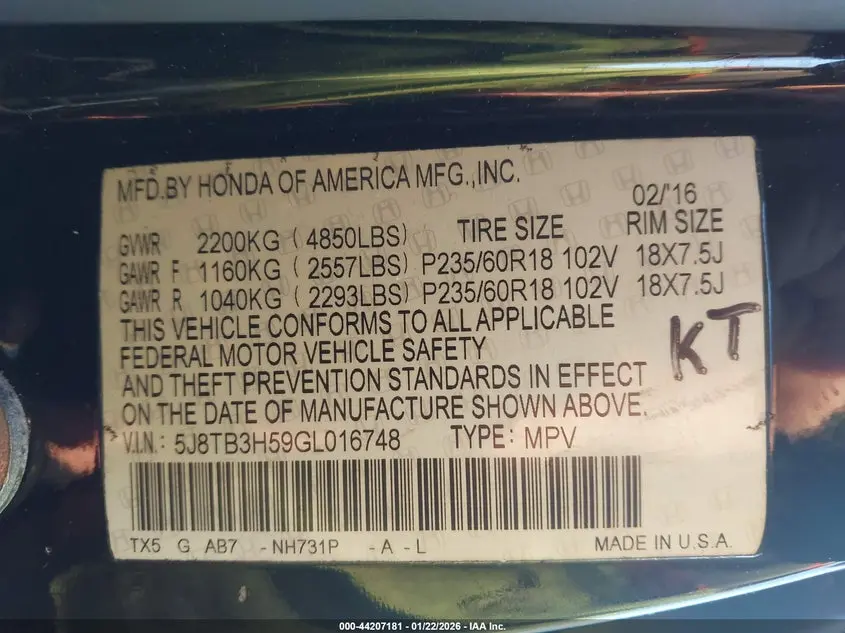 MFD.BY HONDA OF AMERICA MFG.,INC.
02/'16
GVWR 2200KG ( 4850LBS) TIRE SIZE RIM SIZE
GAWR F 1160KG ( 2557LBS) P235/60R18 102V 18X7.5J
GAWR R 1040KG ( 2293LBS) P235/60R18 102V 18X7.5J
THIS VEHICLE CONFORMS TO ALL APPLICABLE
FEDERAL MOTOR VEHICLE SAFETY
AND THEFT PREVENTION STANDARDS IN EFFECT
ON THE DATE OF MANUFACTURE SHOWN ABOVE.
KT
V.I.N.: 5J8TB3H59GL016748 TYPE: MPV
TX5 G AB7 -NH731P -A -L MADE IN U.S.A.
000-44207181 - 01/22/2026 - IAA Inc.